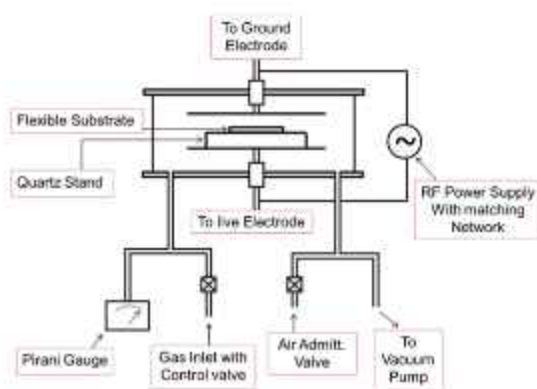 To Ground
Electrode
Flexible Substrate
Quartz Stand
To live Electrode
RF Power Supply
With matching
Network
Pirani Gauge
Gas Inlet with
Control valve
Air Admitt.
Valve
To
Vacuum
Pump